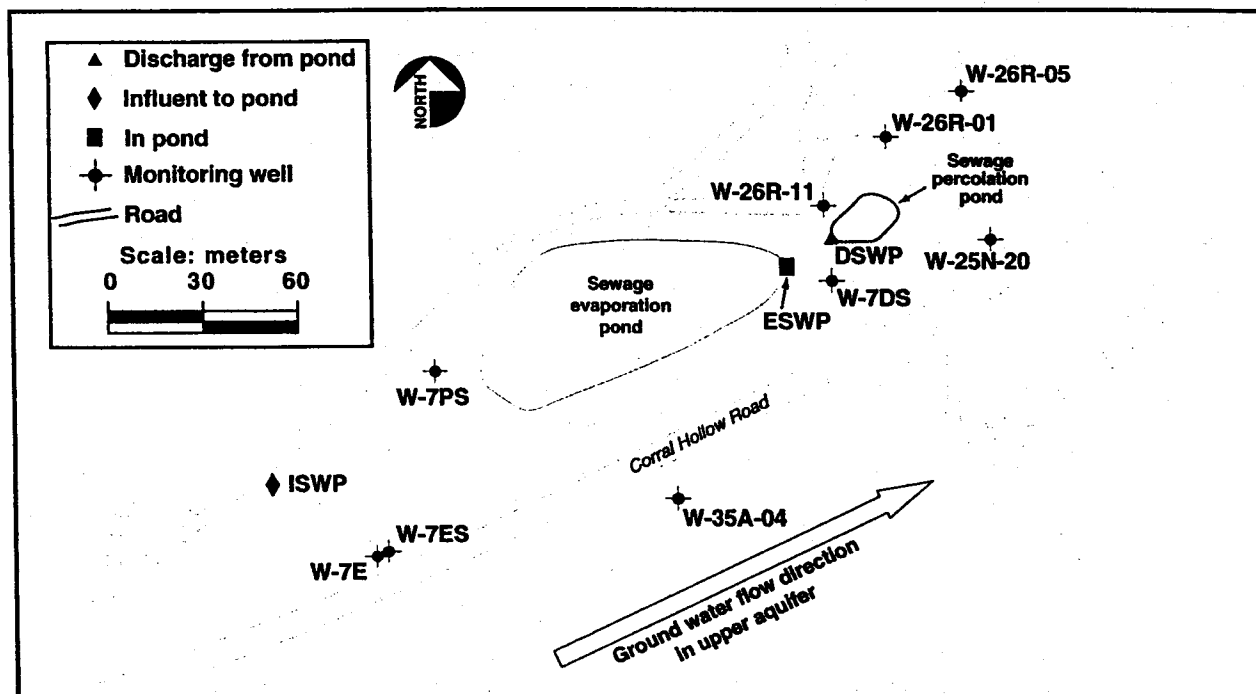 Discharge from pond
Influent to pond
In pond
Monitoring well
Road
Scale: meters
0 30 60
NORTH
W-26R-05
W-26R-01
Sewage
percolation
pond
W-26R-11
DSWP
W-25N-20
W-7DS
ESWP
Sewage
evaporation
pond
W-7PS
Corral Hollow Road
ISWP
W-35A-04
W-7ES
W-7E
Ground water flow direction
In upper aquifer